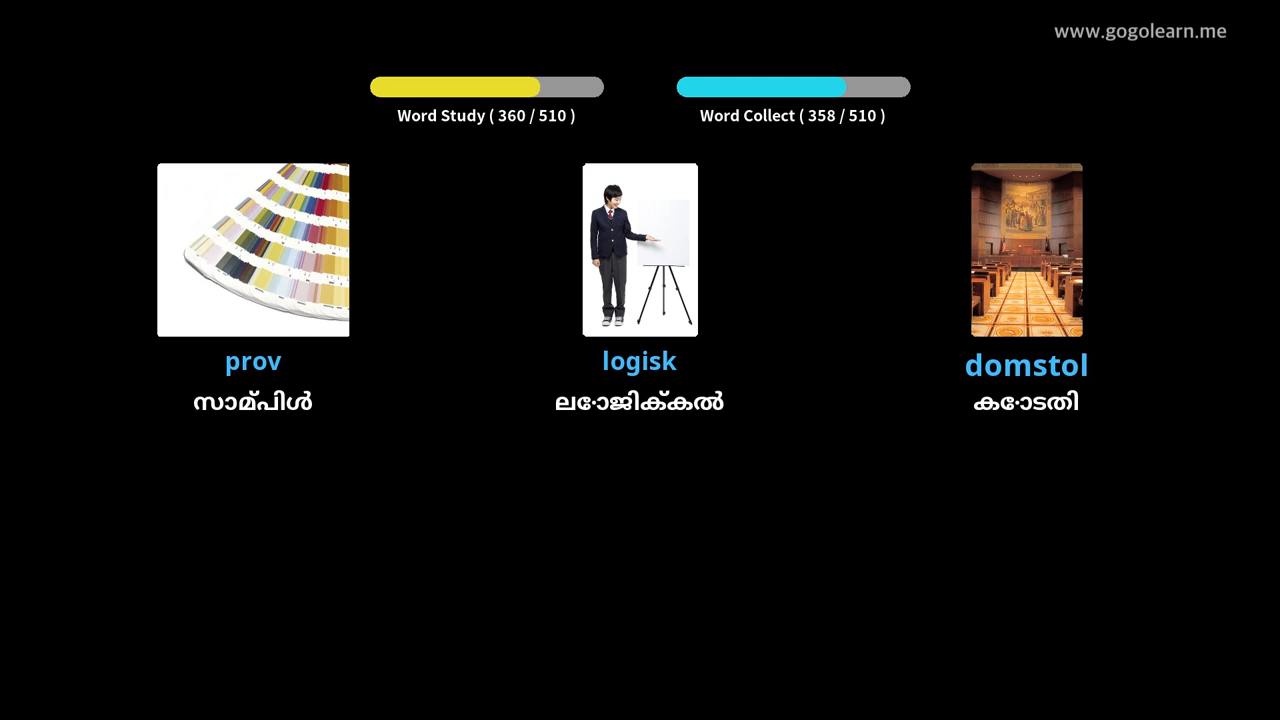 www.gogolearn.me
Word Study ( 360 / 510 )
Word Collect ( 358 / 510 )
prov
logisk
domstol
സാമ്പിൾ
ലോജിക്കൽ
കോടതി